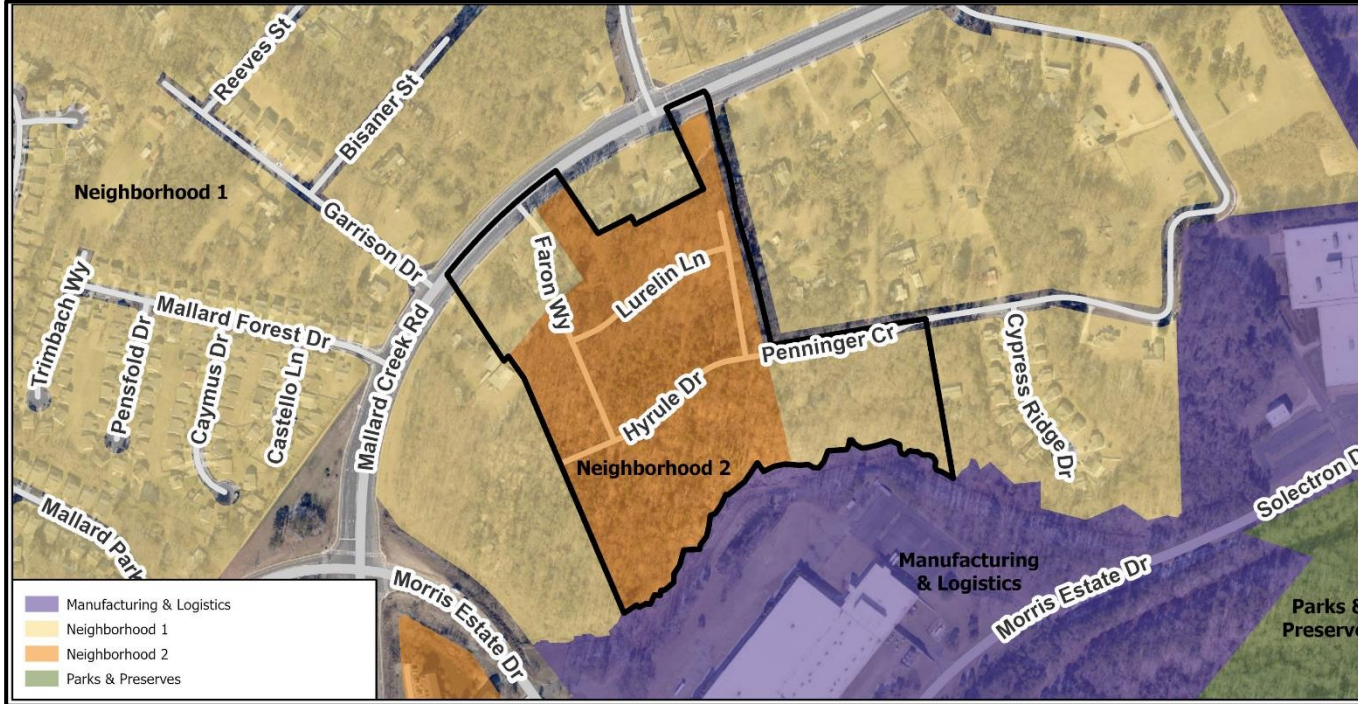 Reeves St
Bisaner St
Neighborhood 1
Garrison Dr
Faron Wy
Lurelin Ln
Trimbach Wy
Mallard Forest Dr
Pensfold Dr
Caymus Dr
Castello Ln
Mallard Creek Rd
Penninger Cr
Cypress Ridge Dr
Hyrule Dr
Neighborhood 2
Solectron D
Mallard Park
Morris Estate Dr
Manufacturing
& Logistics
Morris Estate Dr
Parks &
Preserve
Manufacturing & Logistics
Neighborhood 1
Neighborhood 2
Parks & Preserves